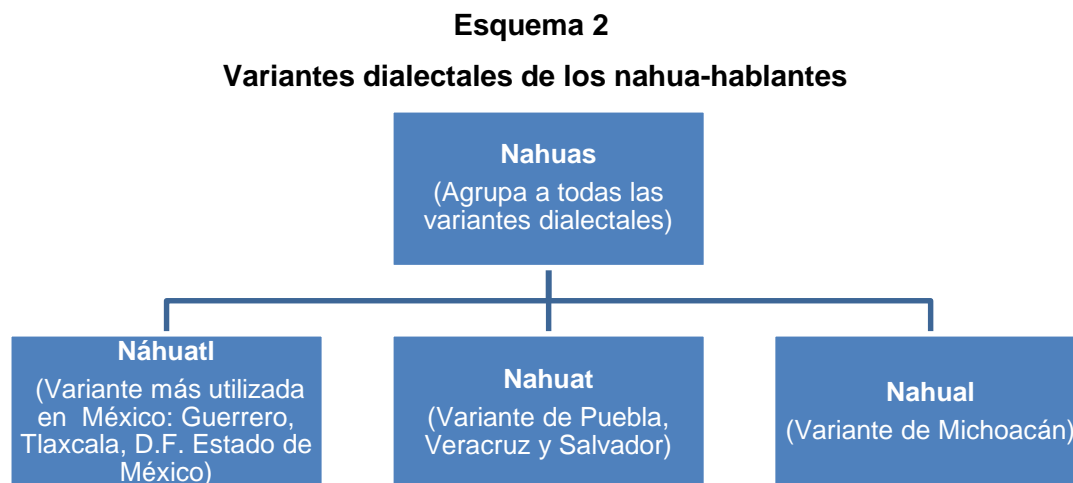 Esquema 2
Variantes dialectales de los nahua-hablantes
Nahuas
(Agrupa a todas las
variantes dialectales)
Náhuatl
(Variante más utilizada
en México: Guerrero,
Tlaxcala, D.F. Estado de
México)
Nahuat
(Variante de Puebla,
Veracruz y Salvador)
Nahual
(Variante de Michoacán)